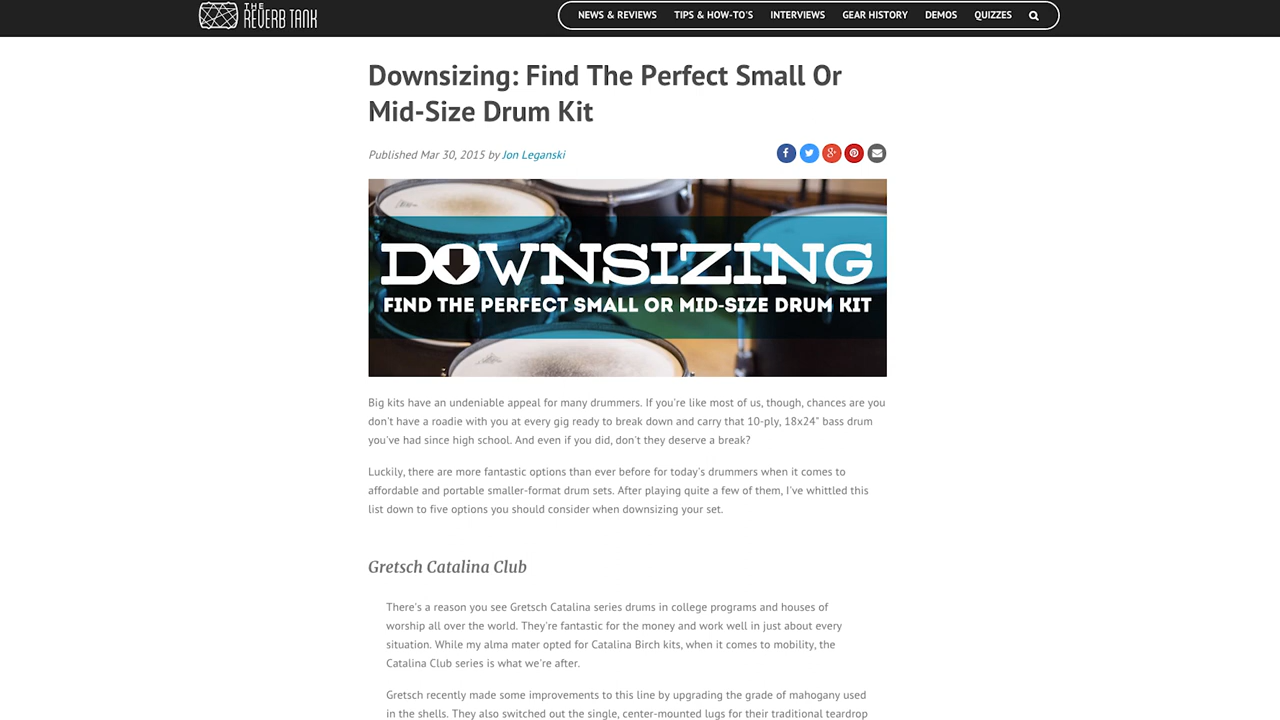 THE
REVERB TANK
NEWS & REVIEWS TIPS & HOW-TO'S INTERVIEWS GEAR HISTORY DEMOS QUIZZES
Downsizing: Find The Perfect Small Or
Mid-Size Drum Kit
Published Mar 30, 2015 by Jon Leganski
DOWNSIZING
FIND THE PERFECT SMALL OR MID-SIZE DRUM KIT
Big kits have an undeniable appeal for many drummers. If you're like most of us, though, chances are you
don't have a roadie with you at every gig ready to break down and carry that 10-ply, 18x24" bass drum
you've had since high school. And even if you did, don't they deserve a break?
Luckily, there are more fantastic options than ever before for today's drummers when it comes to
affordable and portable smaller-format drum sets. After playing quite a few of them, I've whittled this
list down to five options you should consider when downsizing your set.
Gretsch Catalina Club
There's a reason you see Gretsch Catalina series drums in college programs and houses of
worship all over the world. They're fantastic for the money and work well in just about every
situation. While my alma mater opted for Catalina Birch kits, when it comes to mobility, the
Catalina Club series is what we're after.
Gretsch recently made some improvements to this line by upgrading the grade of mahogany used
in the shells. They also switched out the single, center-mounted lugs for their traditional teardrop